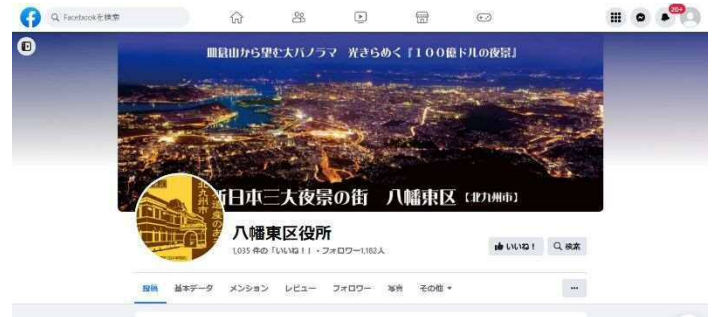 Facebookを検索
20+
皿倉山から望む大パノラマ 光きらめく『100億ドルの夜景』
新日本三大夜景の街 八幡東区【北九州市】
八幡東区役所
1,035 件の「いいね！」・フォロワー1,182人
いいね！
検索
投稿 基本データ メンション レビュー フォロワー 写真 その他